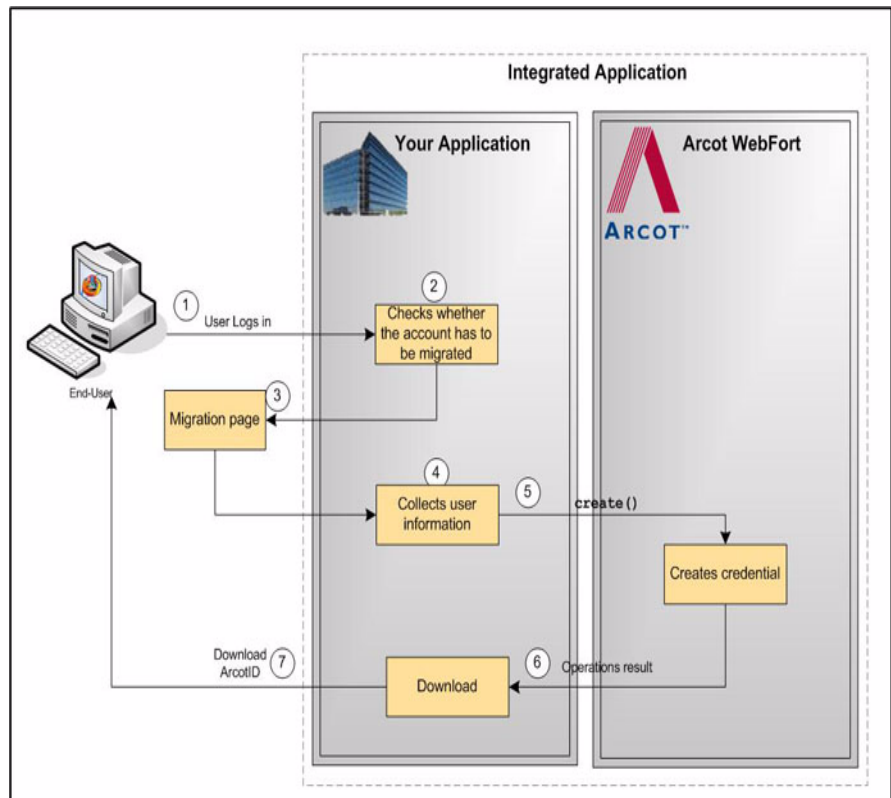 Integrated Application
Your Application
Arcot WebFort
ARCOT™
1
User Logs in
2
Checks whether
the account has to
be migrated
End-User
3
Migration page
4
Collects user
information
5
create()
Creates credential
Download
ArcotID
7
Download
6
Operations result